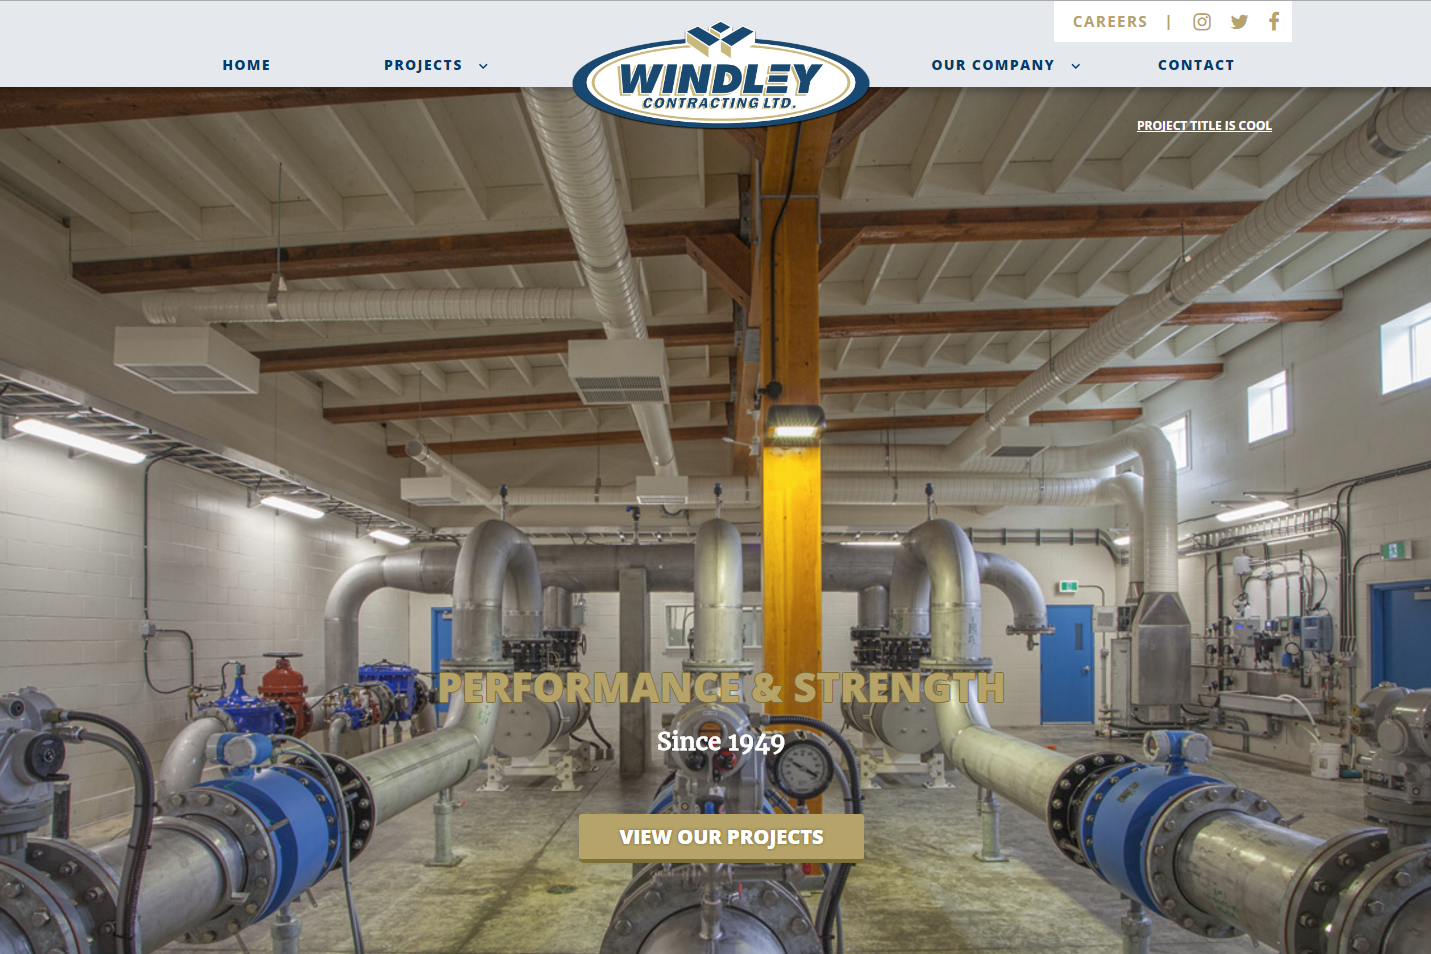 CAREERS |
HOME
PROJECTS
WINDLEY
CONTRACTING LTD.
OUR COMPANY
CONTACT
PROJECT TITLE IS COOL
PERFORMANCE & STRENGTH
Since 1949
VIEW OUR PROJECTS